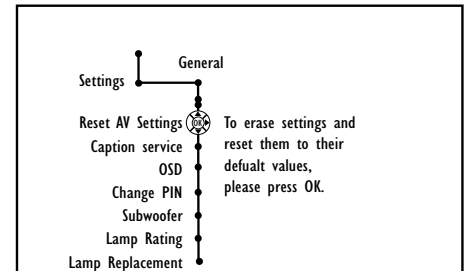 General
Settings
Reset AV Settings OK To erase settings and
Caption service reset them to their
OSD defualt values,
Change PIN please press OK.
Subwoofer
Lamp Rating
Lamp Replacement